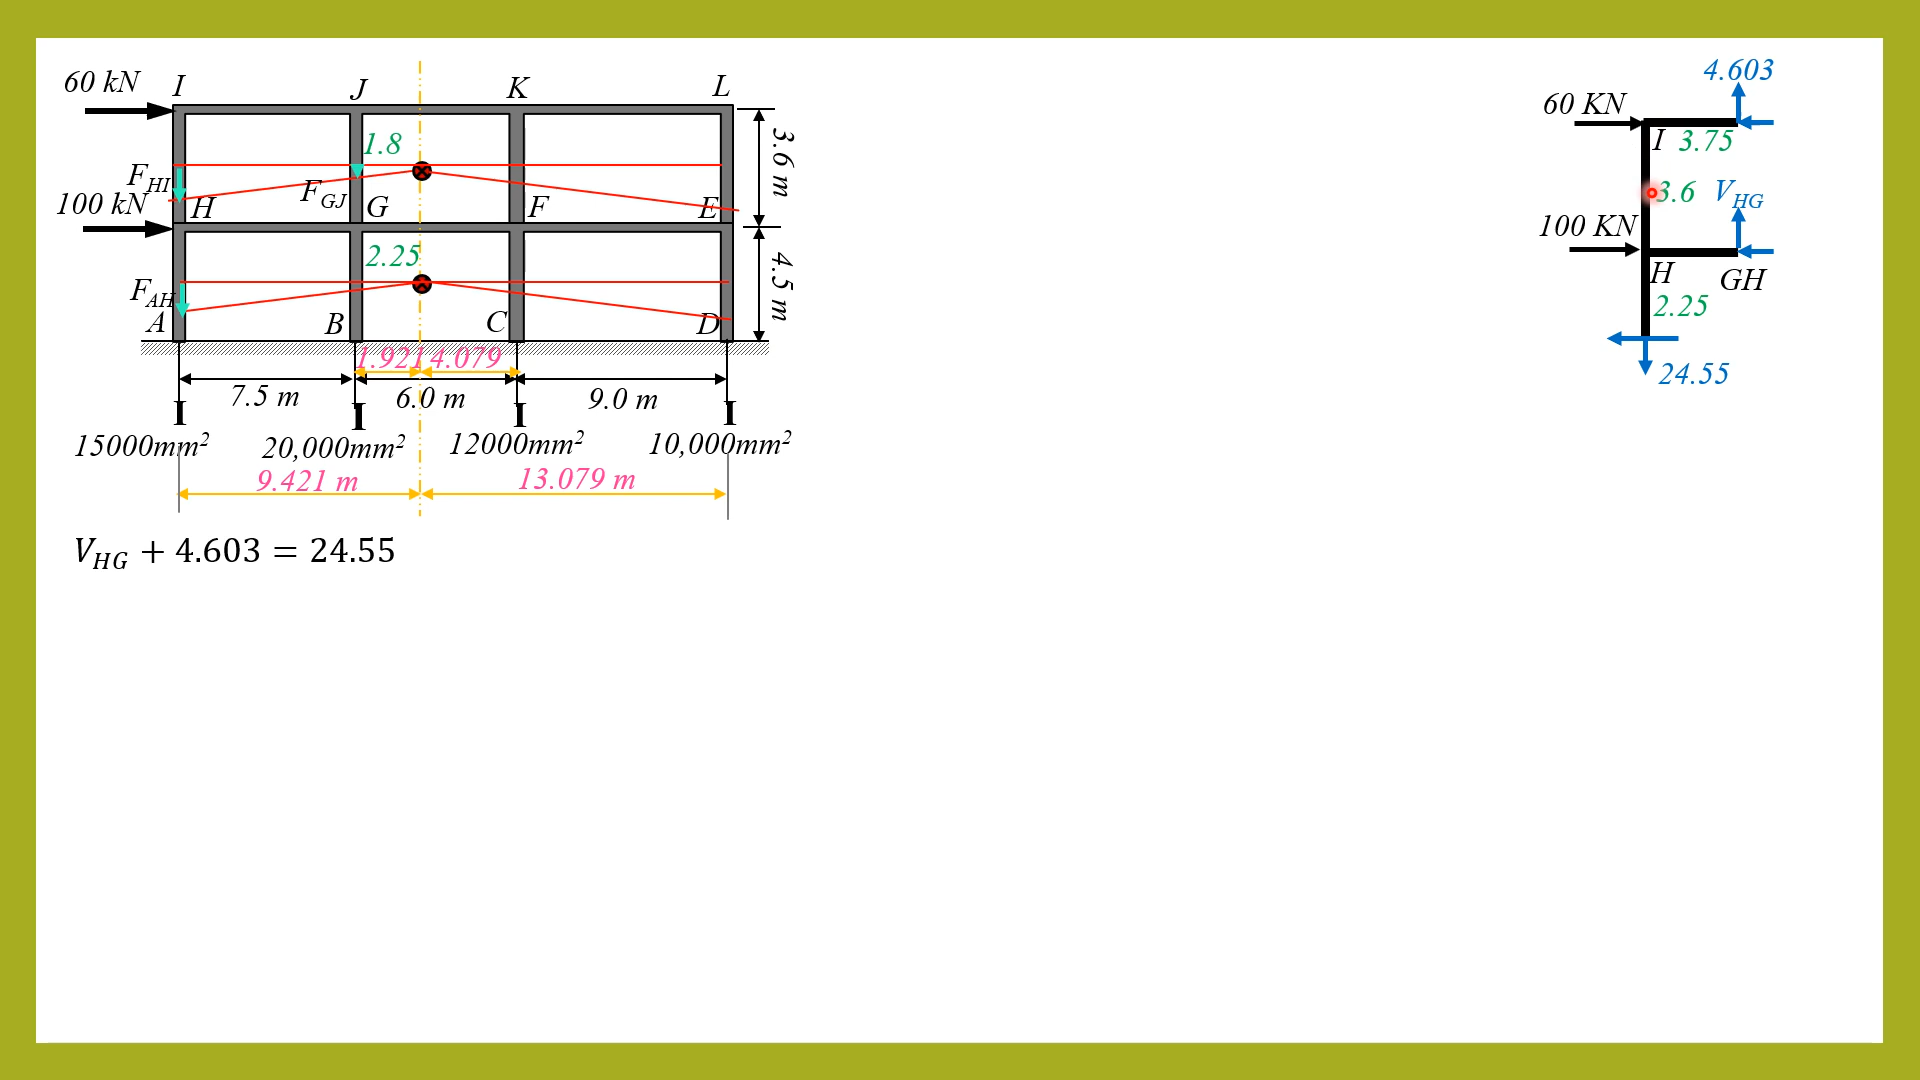 60 kN
I
J
K
L
1.8
3.6 m
F_HI
F_GJ
100 kN
H
G
F
E
2.25
4.5 m
F_AH
A
B
C
D
1.921
4.079
7.5 m
6.0 m
9.0 m
I
I
I
I
15000mm²
20,000mm²
12000mm²
10,000mm²
9.421 m
13.079 m
V_HG + 4.603 = 24.55
4.603
60 KN
I
3.75
3.6
V_HG
100 KN
H
GH
2.25
24.55